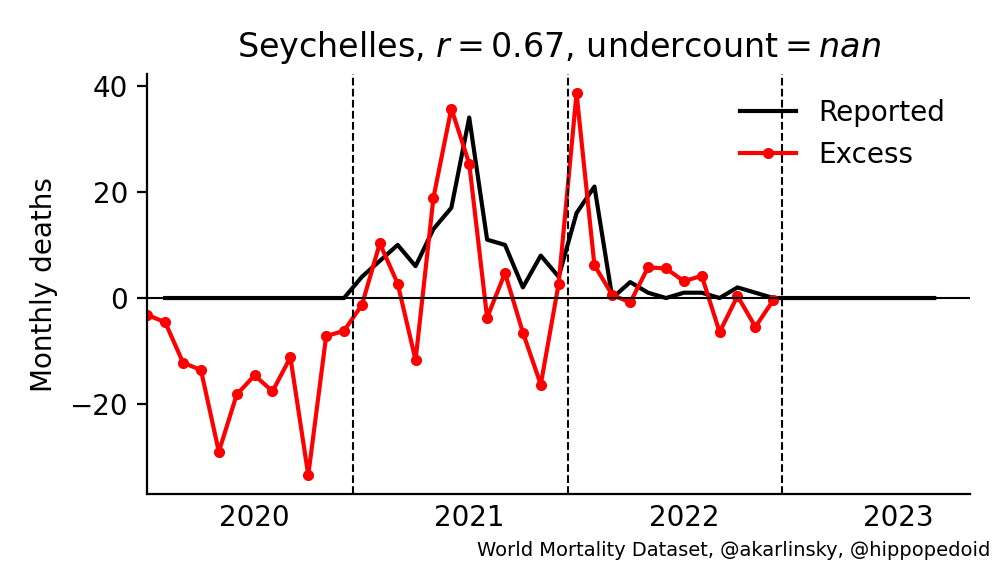 Seychelles, r = 0.67, undercount = nan
Monthly deaths
40
20
0
−20
Reported
Excess
2020 2021 2022 2023
World Mortality Dataset, @akarlinsky, @hippopedoid